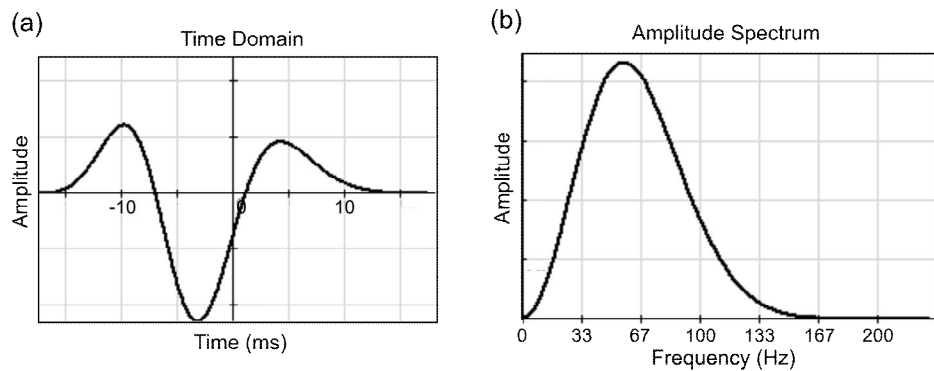 (a)
Time Domain
Amplitude
-10
0
10
Time (ms)
(b)
Amplitude Spectrum
Amplitude
0 33 67 100 133 167 200
Frequency (Hz)